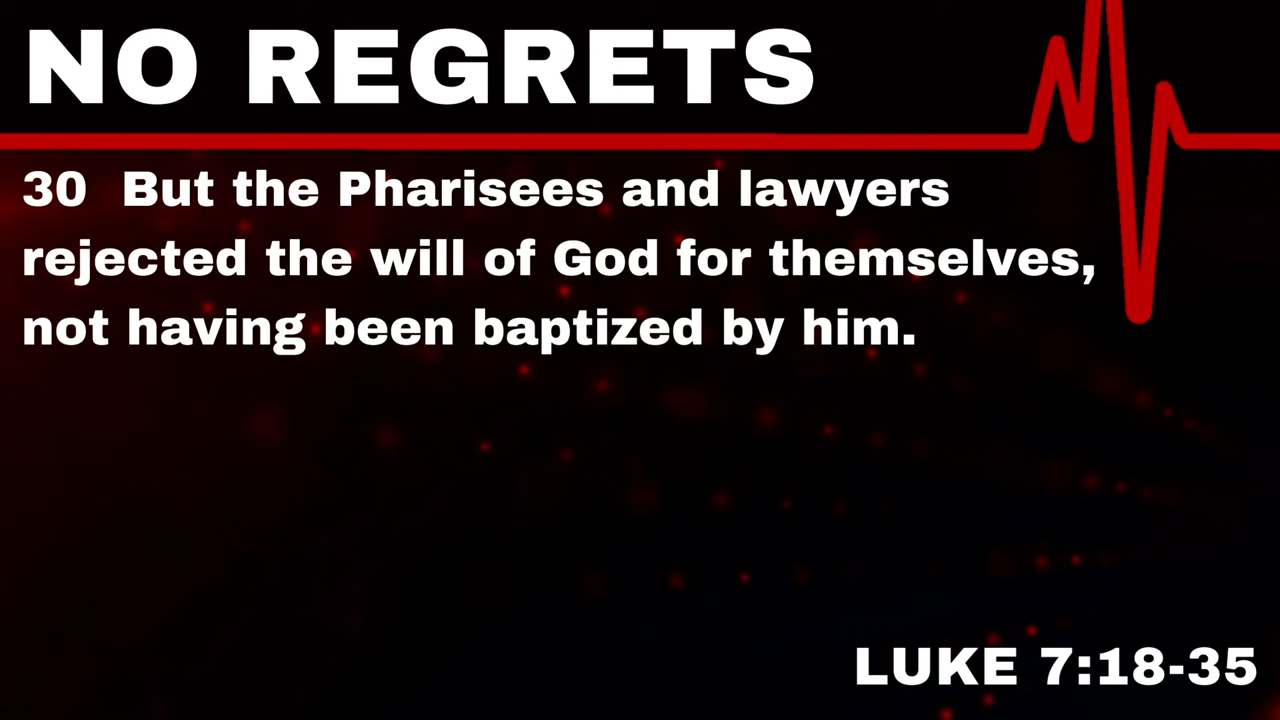 NO REGRETS
30 But the Pharisees and lawyers
rejected the will of God for themselves,
not having been baptized by him.
LUKE 7:18-35